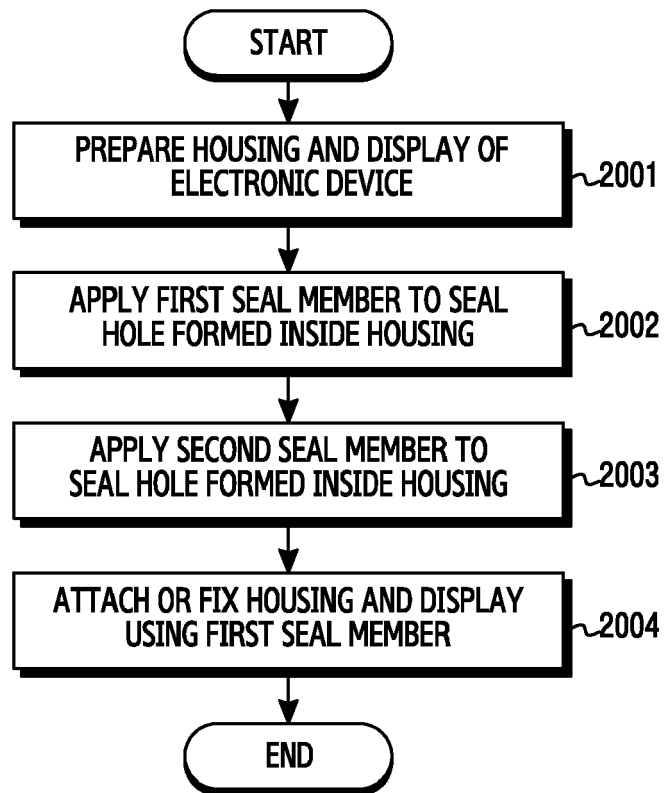 START
PREPARE HOUSING AND DISPLAY OF
ELECTRONIC DEVICE
2001
APPLY FIRST SEAL MEMBER TO SEAL
HOLE FORMED INSIDE HOUSING
2002
APPLY SECOND SEAL MEMBER TO
SEAL HOLE FORMED INSIDE HOUSING
2003
ATTACH OR FIX HOUSING AND DISPLAY
USING FIRST SEAL MEMBER
2004
END